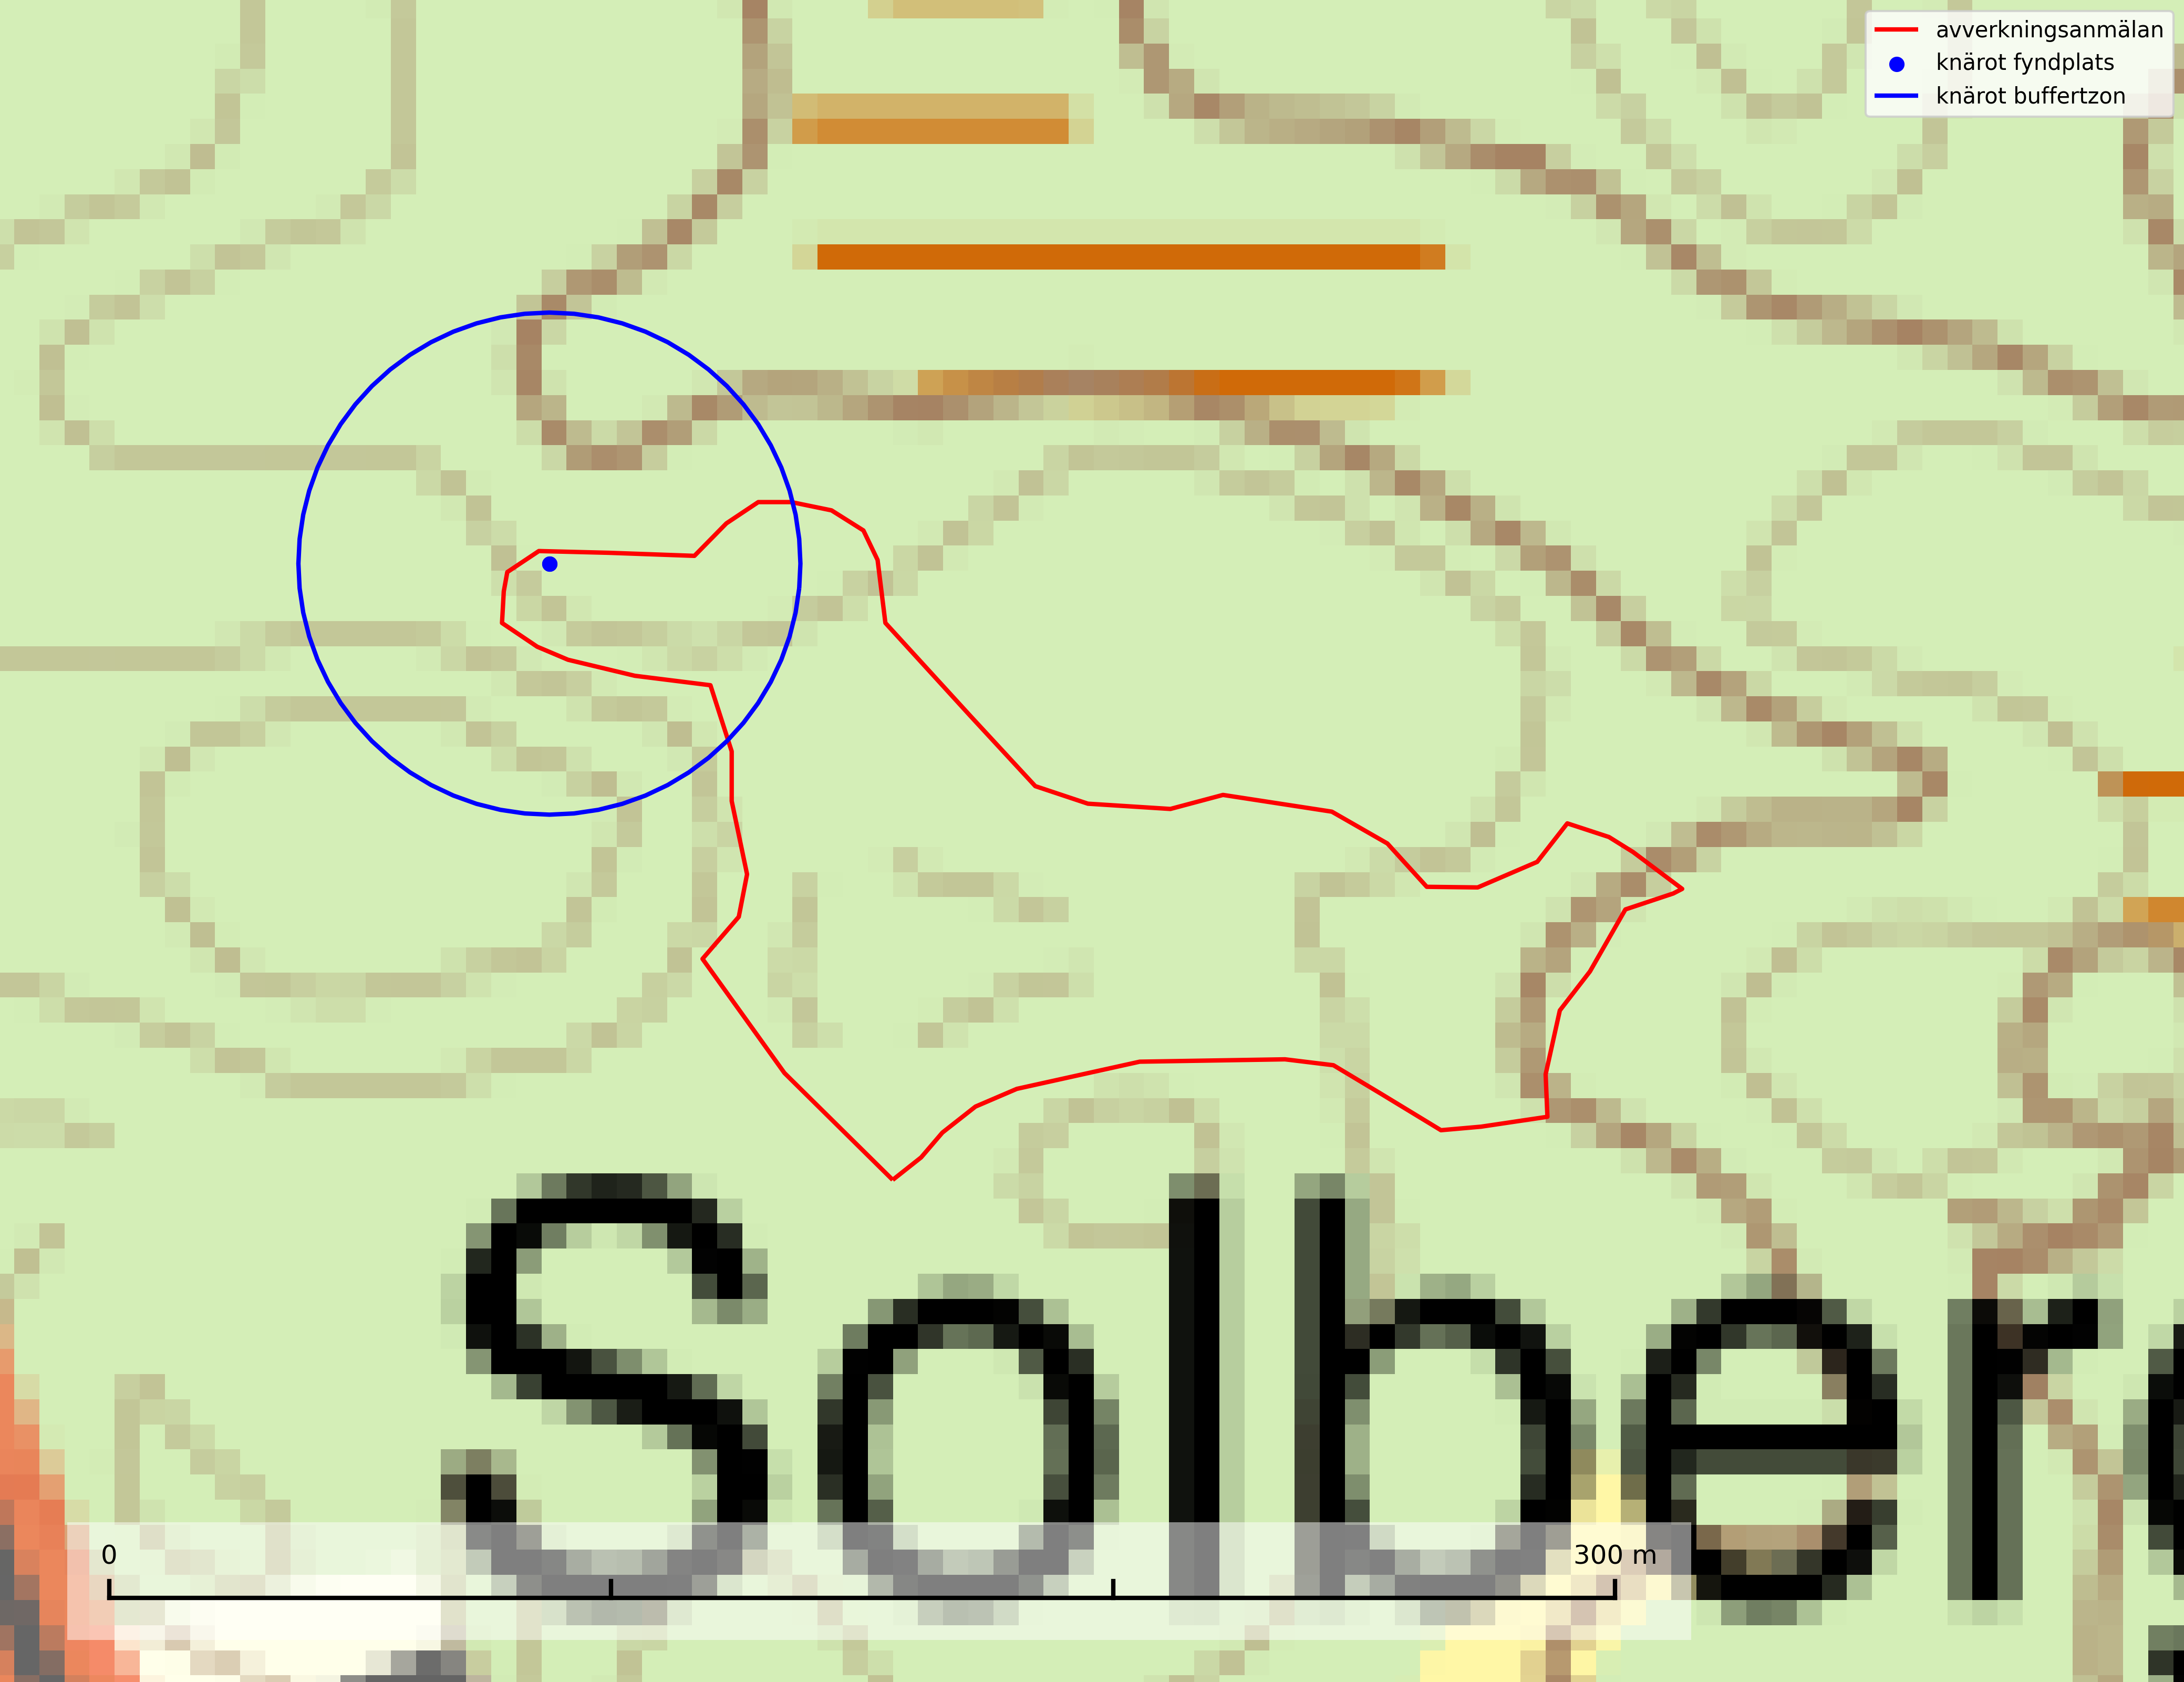 avverkningsanmälan
knärot fyndplats
knärot buffertzon
Solber
0 300 m